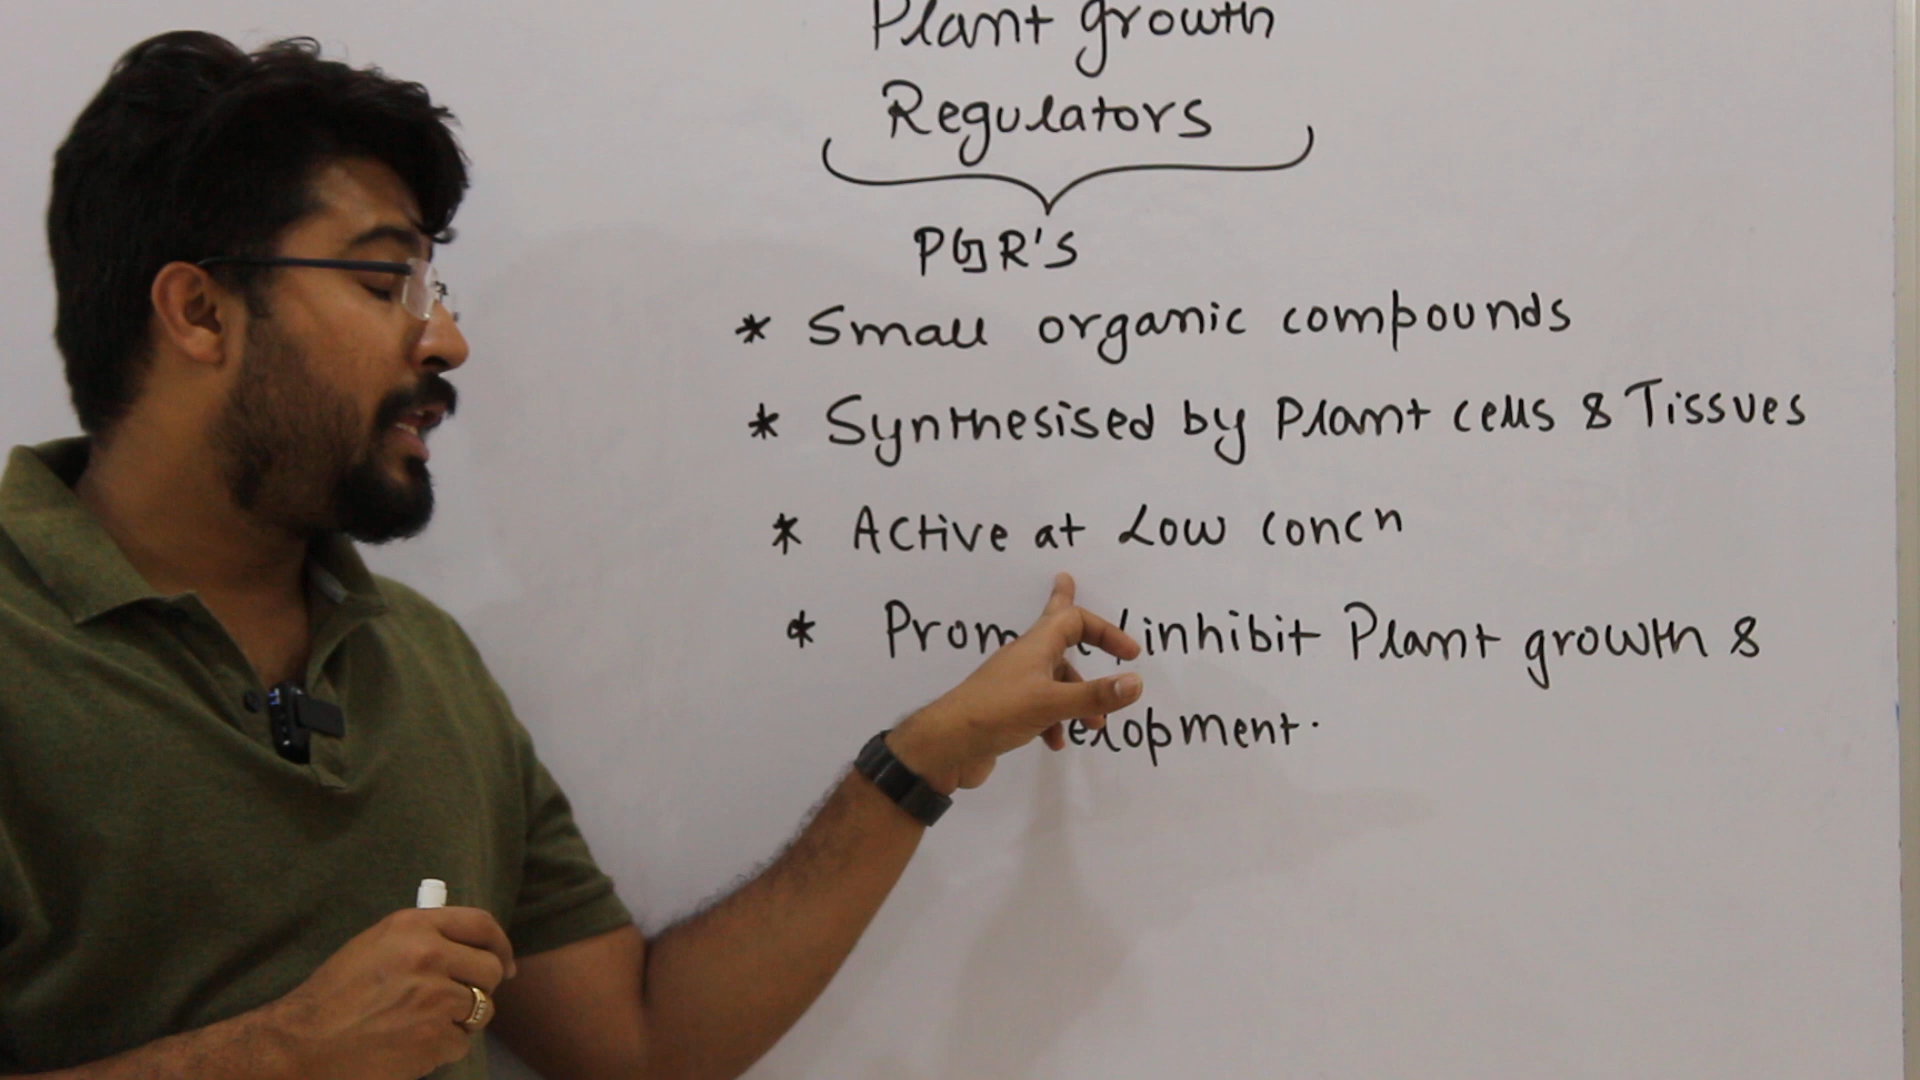 Plant growth
Regulators
PGR's
* Small organic compounds
* Synthesised by Plant cells & Tissues
* Active at Low concn
* /inhibit Plant growth &
elopment.